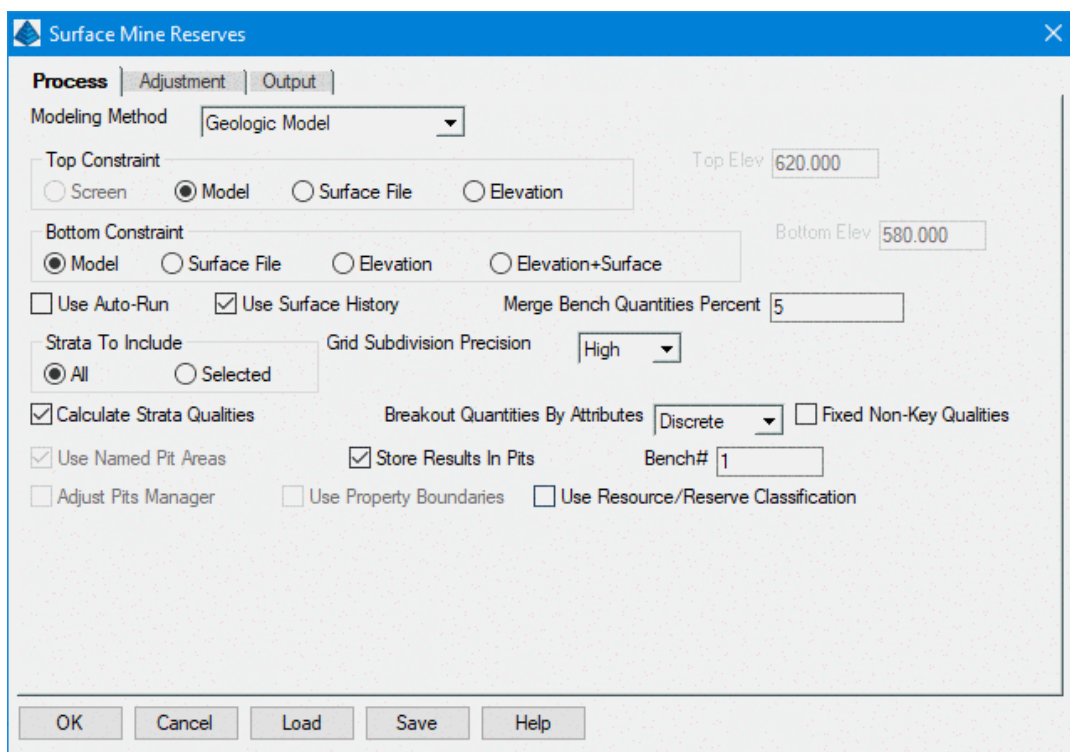 Surface Mine Reserves
Process Adjustment Output
Modeling Method Geologic Model
Top Constraint Top Elev 620.000
Screen Model Surface File Elevation
Bottom Constraint Bottom Elev 580.000
Model Surface File Elevation Elevation+Surface
Use Auto-Run Use Surface History Merge Bench Quantities Percent 5
Strata To Include Grid Subdivision Precision High
All Selected
Calculate Strata Qualities Breakout Quantities By Attributes Discrete Fixed Non-Key Qualities
Use Named Pit Areas Store Results In Pits Bench# 1
Adjust Pits Manager Use Property Boundaries Use Resource/Reserve Classification
OK Cancel Load Save Help